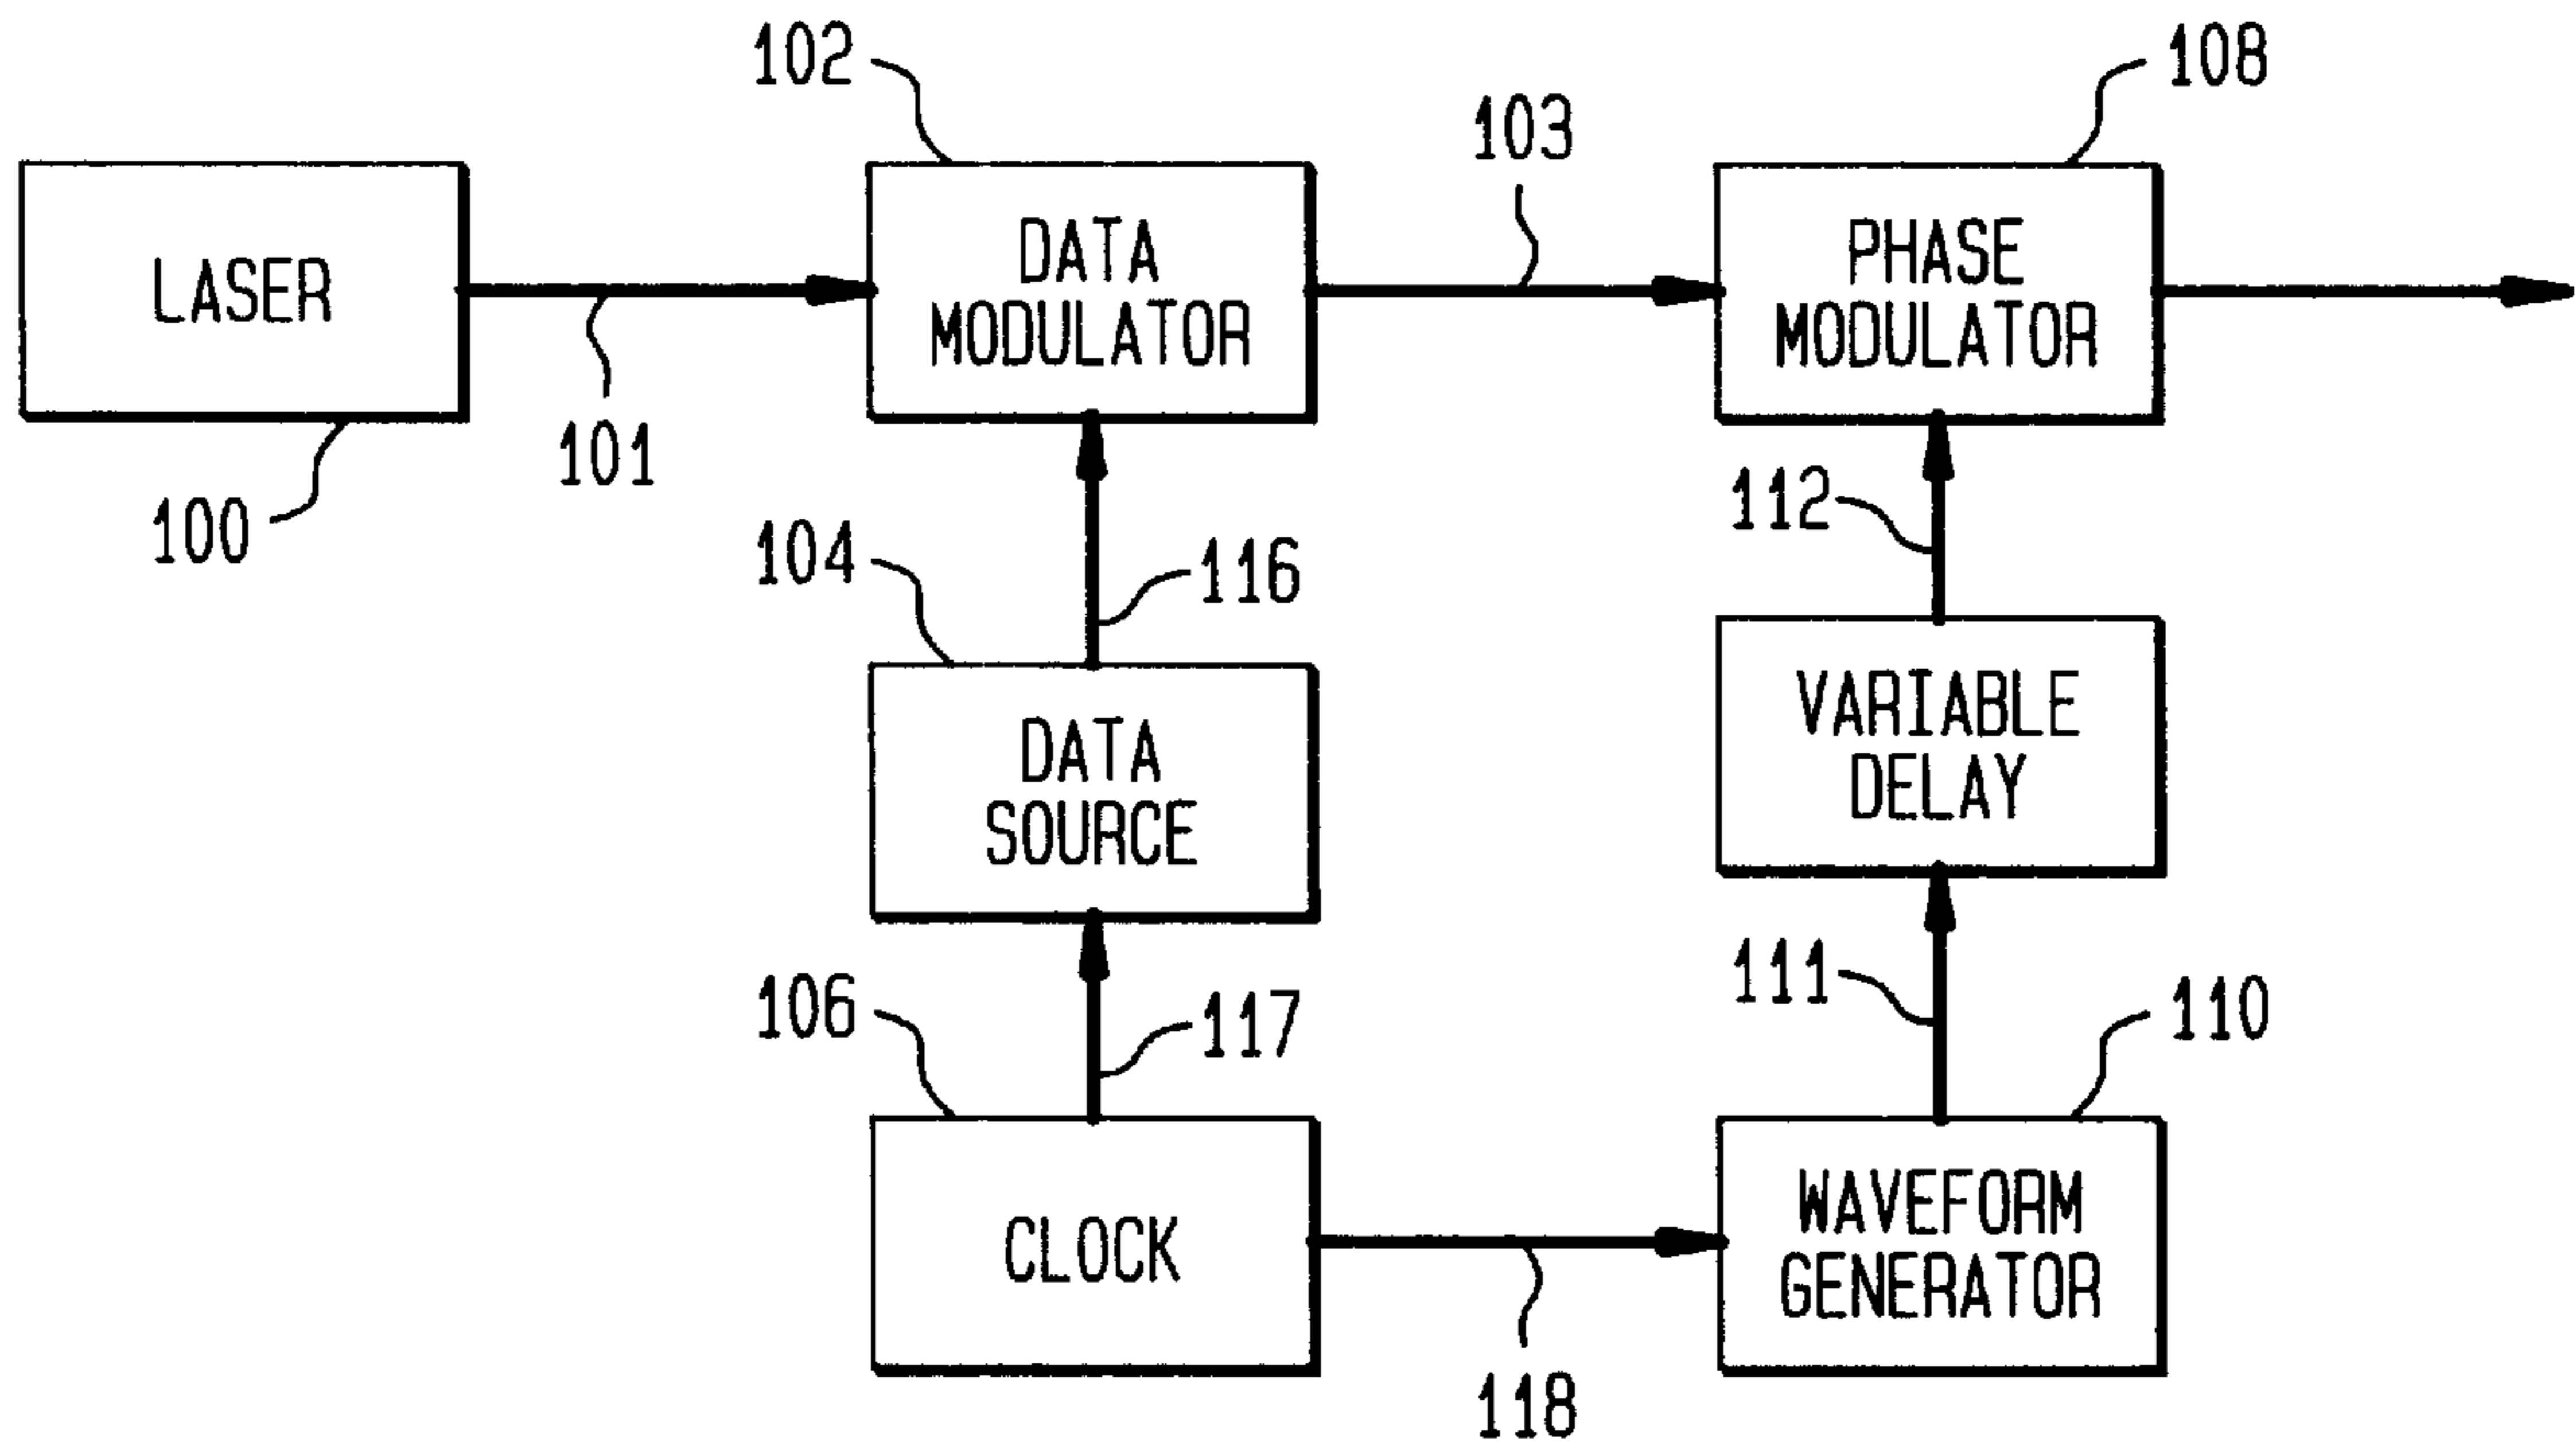 102
108
103
LASER
DATA
MODULATOR
PHASE
MODULATOR
101
100
104
116
112
DATA
SOURCE
VARIABLE
DELAY
106
117
111
110
CLOCK
WAVEFORM
GENERATOR
118